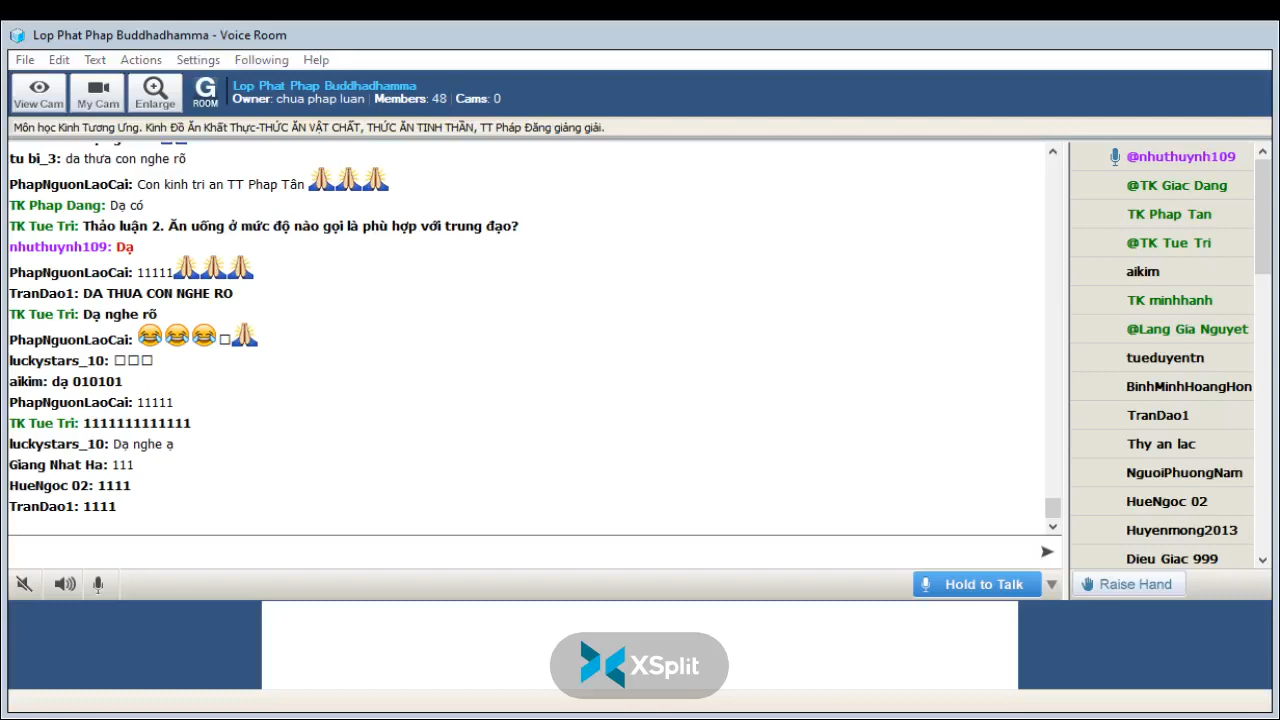 Lop Phat Phap Buddhadhamma - Voice Room
File Edit Text Actions Settings Following Help
View Cam My Cam Enlarge G ROOM
Lop Phat Phap Buddhadhamma
Owner: chua phap luan | Members: 48 | Cams: 0
Môn học Kinh Tương Ưng. Kinh Đồ Ăn Khất Thực-THỨC ĂN VẬT CHẤT, THỨC ĂN TINH THẦN, TT Pháp Đăng giảng giải.
tu bi_3: da thưa con nghe rõ
PhapNguonLaoCai: Con kinh tri an TT Phap Tân 🙏🙏🙏
TK Phap Dang: Dạ có
TK Tue Tri: Thảo luận 2. Ăn uống ở mức độ nào gọi là phù hợp với trung đạo?
nhuthuynh109: Dạ
PhapNguonLaoCai: 11111🙏🙏🙏
TranDao1: DA THUA CON NGHE RO
TK Tue Tri: Dạ nghe rõ
PhapNguonLaoCai: 😂😂😂□🙏
luckystars_10: □□□
aikim: dạ 010101
PhapNguonLaoCai: 11111
TK Tue Tri: 1111111111111
luckystars_10: Dạ nghe ạ
Giang Nhat Ha: 111
HueNgoc 02: 1111
TranDao1: 1111
@nhuthuynh109
@TK Giac Dang
TK Phap Tan
@TK Tue Tri
aikim
TK minhhanh
@Lang Gia Nguyet
tueduyentn
BinhMinhHoangHon
TranDao1
Thy an lac
NguoiPhuongNam
HueNgoc 02
Huyenmong2013
Dieu Giac 999
Hold to Talk
Raise Hand
XSplit